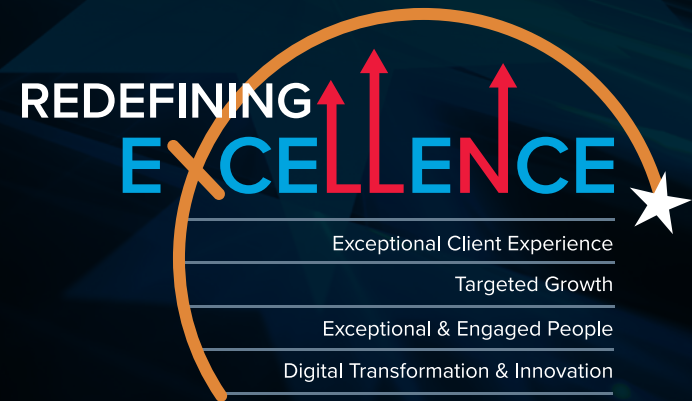 REDEFINING
EXCELLENCE
Exceptional Client Experience
Targeted Growth
Exceptional & Engaged People
Digital Transformation & Innovation